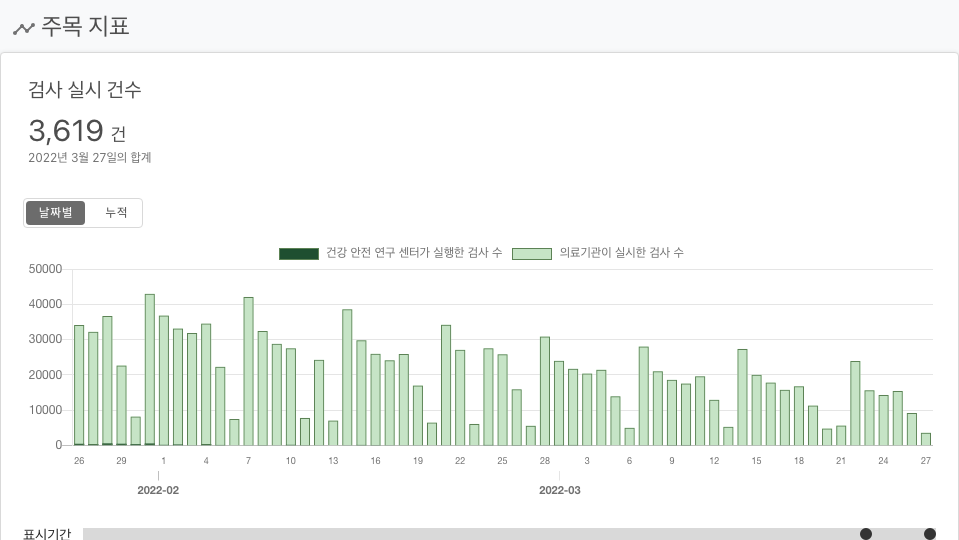 주목 지표
검사 실시 건수
3,619 건
2022년 3월 27일의 합계
날짜별 누적
건강 안전 연구 센터가 실행한 검사 수 의료기관이 실시한 검사 수
50000
40000
30000
20000
10000
0
26 29 1 4 7 10 13 16 19 22 25 28 3 6 9 12 15 18 21 24 27
2022-02 2022-03
표시기간